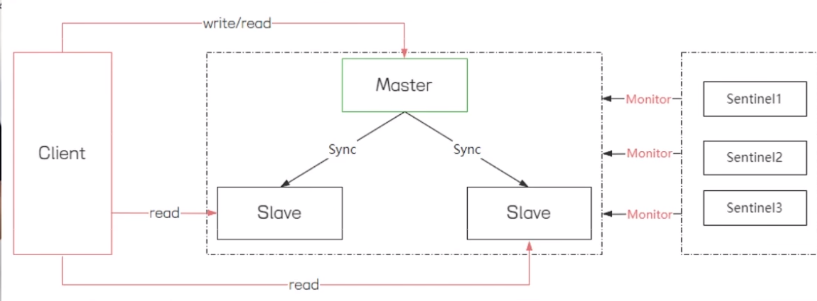 write/read
Master
Client
Sync
Sync
Slave
Slave
read
read
Monitor
Monitor
Monitor
Sentinel1
Sentinel2
Sentinel3